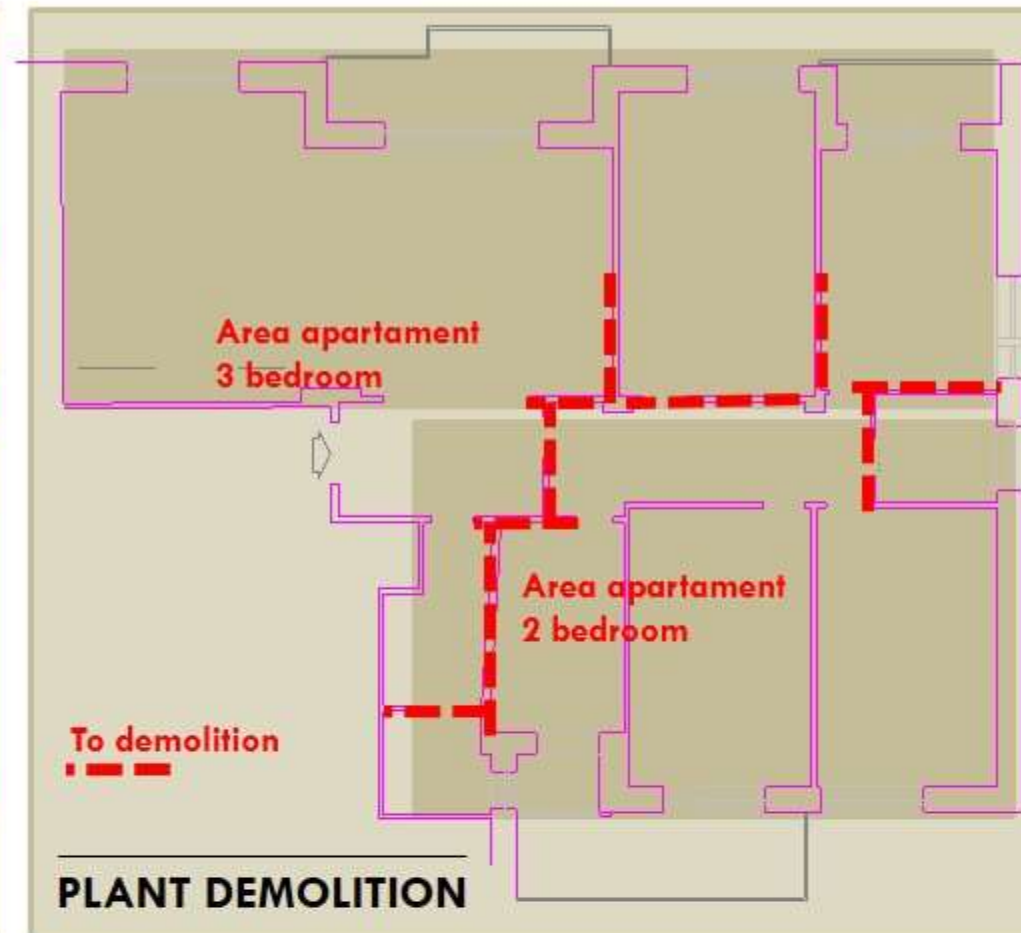 Area apartament
3 bedroom
Area apartament
2 bedroom
To demolition
PLANT DEMOLITION